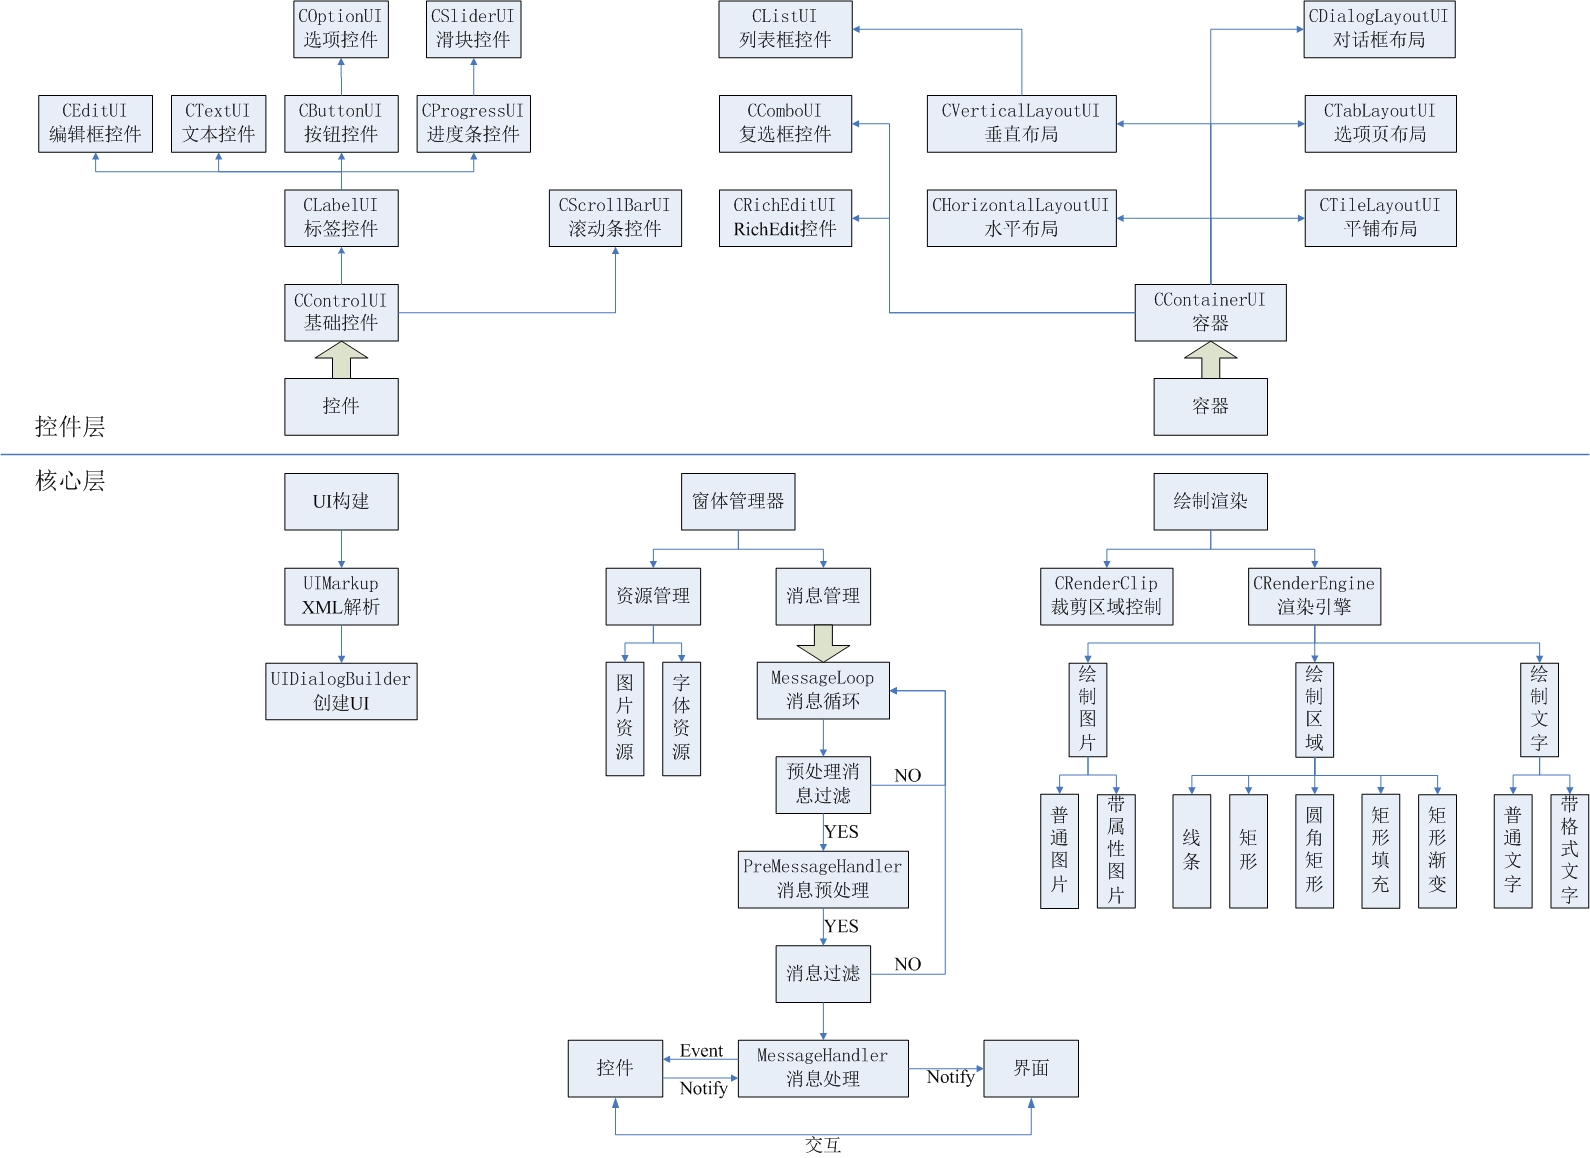 COptionUI
选项控件
CSliderUI
滑块控件
CListUI
列表框控件
CDialogLayoutUI
对话框布局
CEditUI
编辑框控件
CTextUI
文本控件
CButtonUI
按钮控件
CProgressUI
进度条控件
CComboUI
复选框控件
CVerticalLayoutUI
垂直布局
CTabLayoutUI
选项页布局
CLabelUI
标签控件
CScrollBarUI
滚动条控件
CRichEditUI
RichEdit控件
CHorizontalLayoutUI
水平布局
CTileLayoutUI
平铺布局
CControlUI
基础控件
CContainerUI
容器
控件
容器
控件层
核心层
UI构建
窗体管理器
绘制渲染
UIMarkup
XML解析
资源管理
消息管理
CRenderClip
裁剪区域控制
CRenderEngine
渲染引擎
UIDialogBuilder
创建UI
图片资源
字体资源
MessageLoop
消息循环
绘制图片
绘制区域
绘制文字
预处理消
息过滤
NO
YES
普通图片
带属性图片
线条
矩形
圆角矩形
矩形填充
矩形渐变
普通文字
带格式文字
PreMessageHandler
消息预处理
YES
消息过滤
NO
控件
Event
Notify
MessageHandler
消息处理
Notify
界面
交互